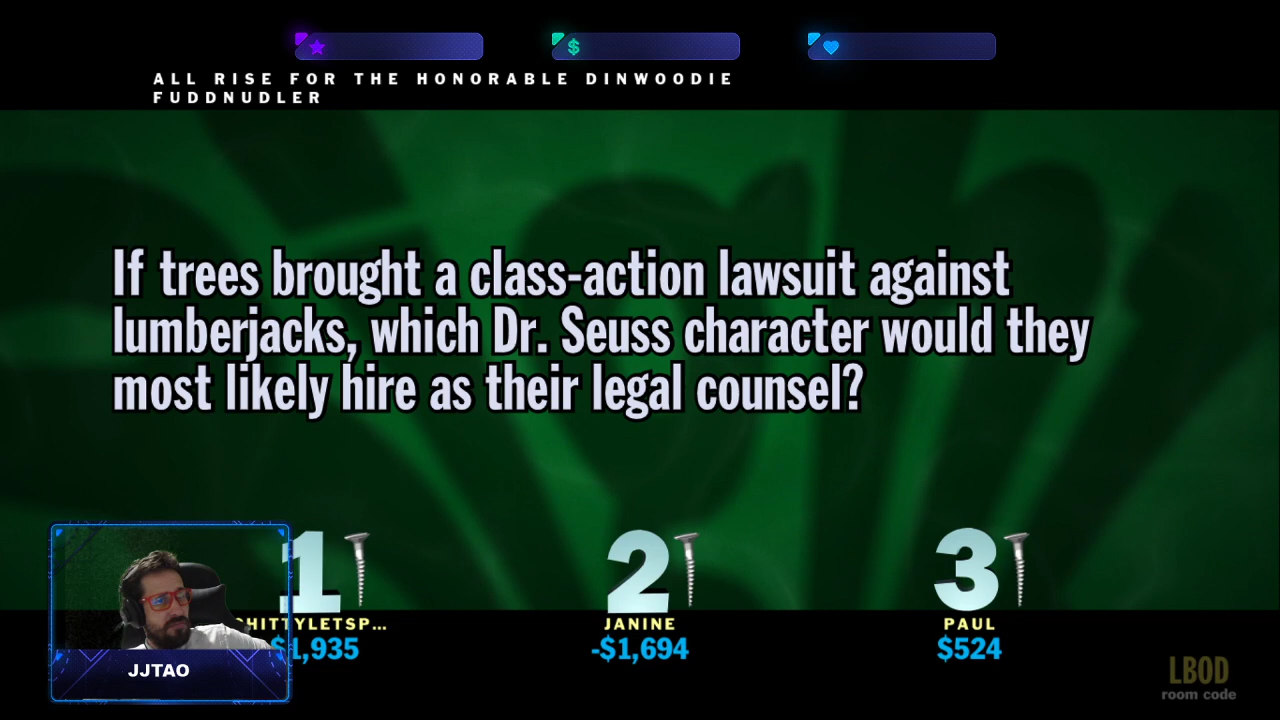 ALL RISE FOR THE HONORABLE DINWOODIE
FUDDNUDLER
If trees brought a class-action lawsuit against
lumberjacks, which Dr. Seuss character would they
most likely hire as their legal counsel?
1
2
3
HITTYLETSP...
JANINE
PAUL
$1,935
-$1,694
$524
JJTAO
LBOD
room code